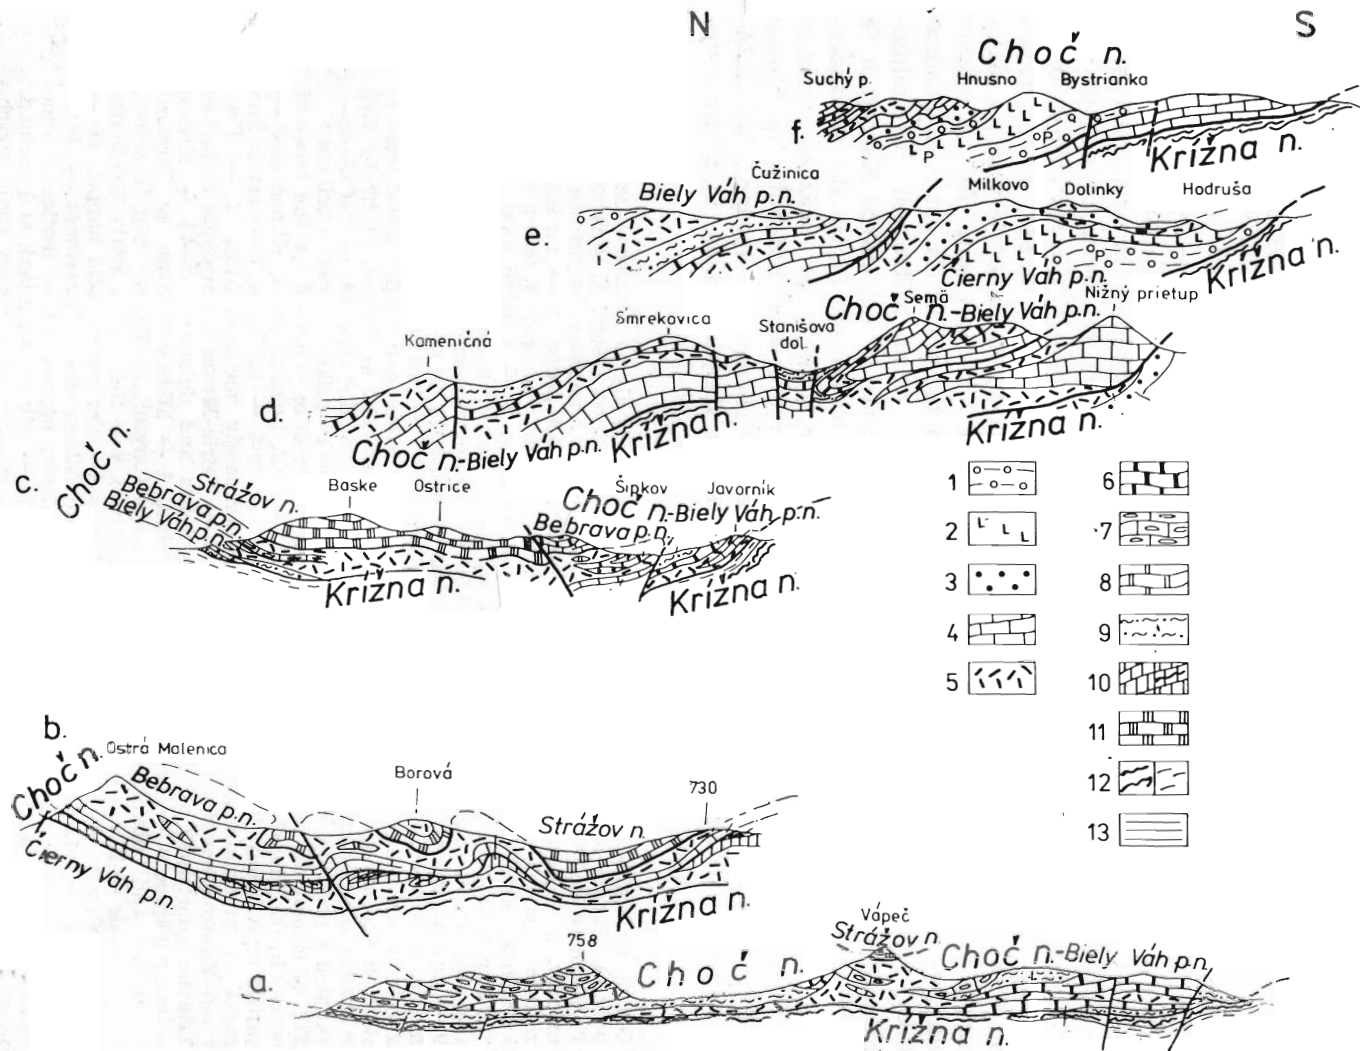 N
S
Choč n.
Suchý p.
Hnusno
Bystrianka
f.
P
P
Krížna n.
Čužinica
Biely Váh p.n.
Milkovo
Dolinky
Hodruša
e.
P
Čierny Váh p.n.
Krížna n.
Semä
Choč n.-Biely Váh p.n.
Nižný prietup
Smrekovica
Stanišova
dol.
Kameničná
d.
Choč n.-Biely Váh p.n.
Krížna n.
Krížna n.
c.
Choč n.
Strážov n.
Bebrava p.n.
Biely Váh p.n.
Baske
Ostrice
Šipkov
Javorník
Choč n.-Biely Váh p.n.
Bebrava p.n.
Krížna n.
Krížna n.
1
2
3
4
5
6
7
8
9
10
11
12
13
b.
Choč n.
Ostrá Malenica
Bebrava p.n.
Borová
730
Strážov n.
Čierny Váh p.n.
Krížna n.
a.
758
Choč n.
Vápeč
Strážov n.
Choč n.-Biely Váh p.n.
Krížna n.